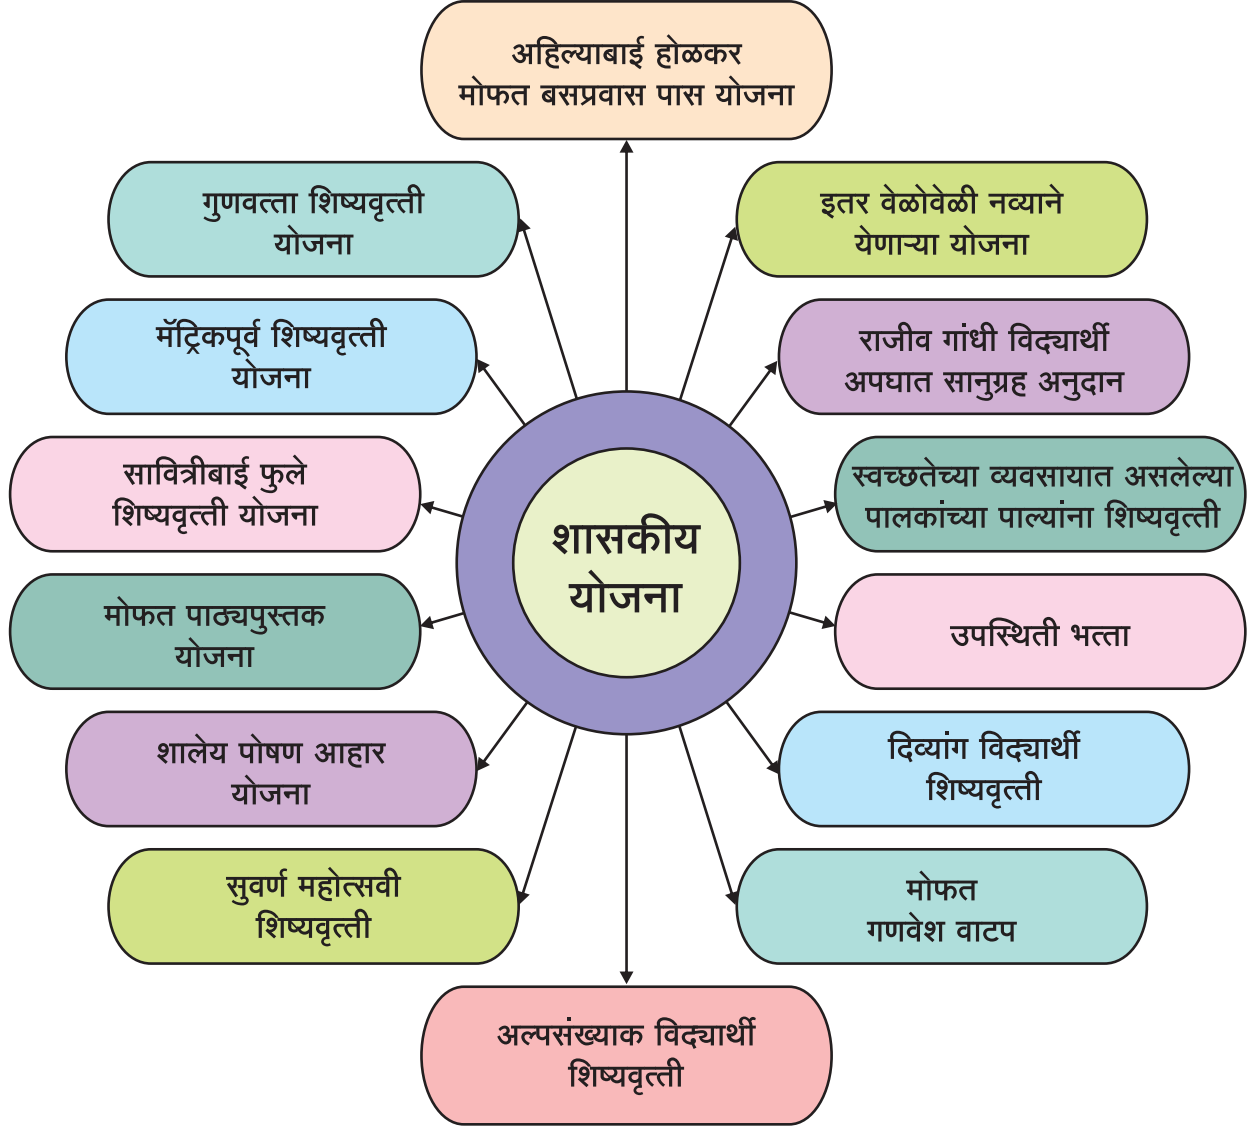 अहिल्याबाई होळकर
मोफत बसप्रवास पास योजना
गुणवत्ता शिष्यवृत्ती
योजना
इतर वेळोवेळी नव्याने
येणाऱ्या योजना
मॅट्रिकपूर्व शिष्यवृत्ती
योजना
राजीव गांधी विद्यार्थी
अपघात सानुग्रह अनुदान
सावित्रीबाई फुले
शिष्यवृत्ती योजना
स्वच्छतेच्या व्यवसायात असलेल्या
पालकांच्या पाल्यांना शिष्यवृत्ती
शासकीय
योजना
मोफत पाठ्यपुस्तक
योजना
उपस्थिती भत्ता
शालेय पोषण आहार
योजना
दिव्यांग विद्यार्थी
शिष्यवृत्ती
सुवर्ण महोत्सवी
शिष्यवृत्ती
मोफत
गणवेश वाटप
अल्पसंख्याक विद्यार्थी
शिष्यवृत्ती